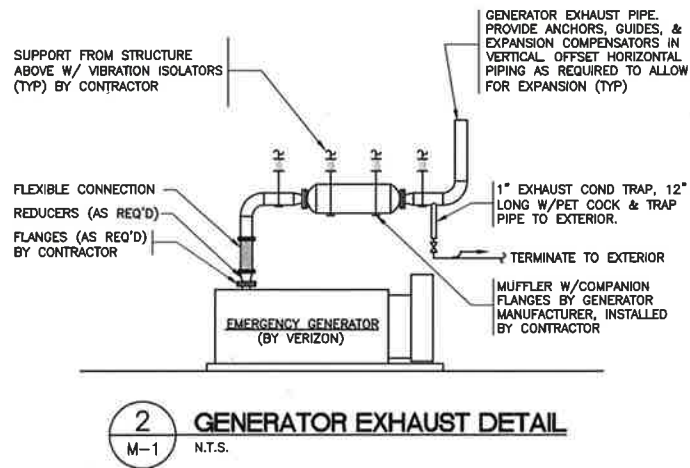 GENERATOR EXHAUST PIPE.
PROVIDE ANCHORS, GUIDES, &
EXPANSION COMPENSATORS IN
VERTICAL OFFSET HORIZONTAL
PIPING AS REQUIRED TO ALLOW
FOR EXPANSION (TYP)
SUPPORT FROM STRUCTURE
ABOVE W/ VIBRATION ISOLATORS
(TYP) BY CONTRACTOR
FLEXIBLE CONNECTION
REDUCERS (AS REQ'D)
FLANGES (AS REQ'D)
BY CONTRACTOR
1" EXHAUST COND TRAP, 12"
LONG W/PET COCK & TRAP
PIPE TO EXTERIOR.
TERMINATE TO EXTERIOR
MUFFLER W/COMPANION
FLANGES BY GENERATOR
MANUFACTURER, INSTALLED
BY CONTRACTOR
EMERGENCY GENERATOR
(BY VERIZON)
2
M-1
GENERATOR EXHAUST DETAIL
N.T.S.